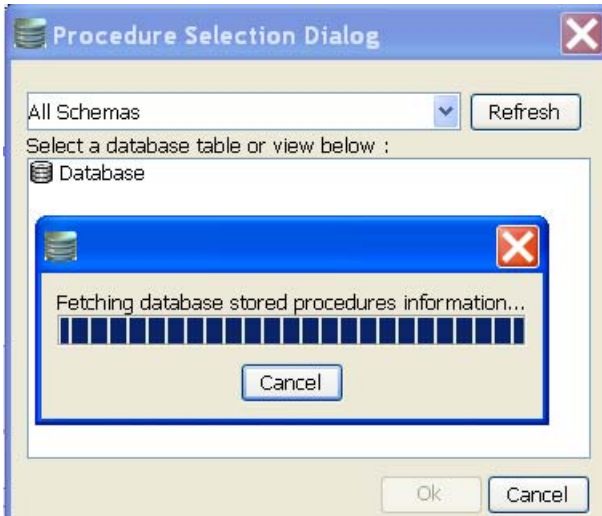 Procedure Selection Dialog
All Schemas
Refresh
Select a database table or view below :
Database
Fetching database stored procedures information...
Cancel
Ok
Cancel